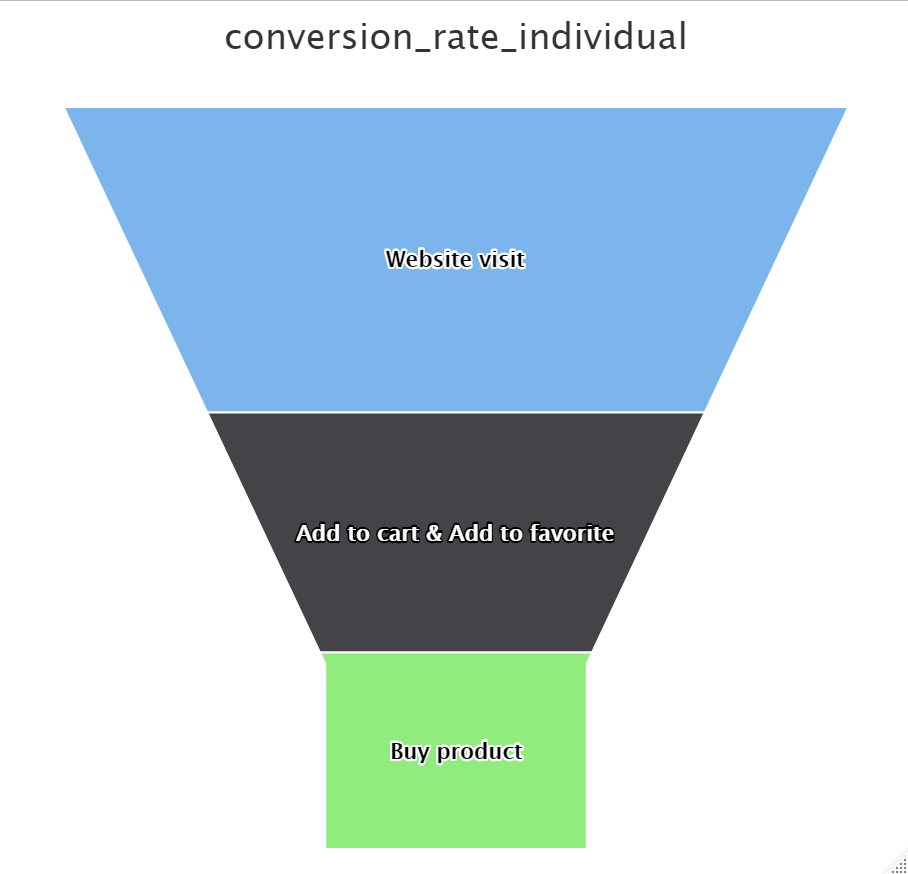 conversion_rate_individual
Website visit
Add to cart & Add to favorite
Buy product